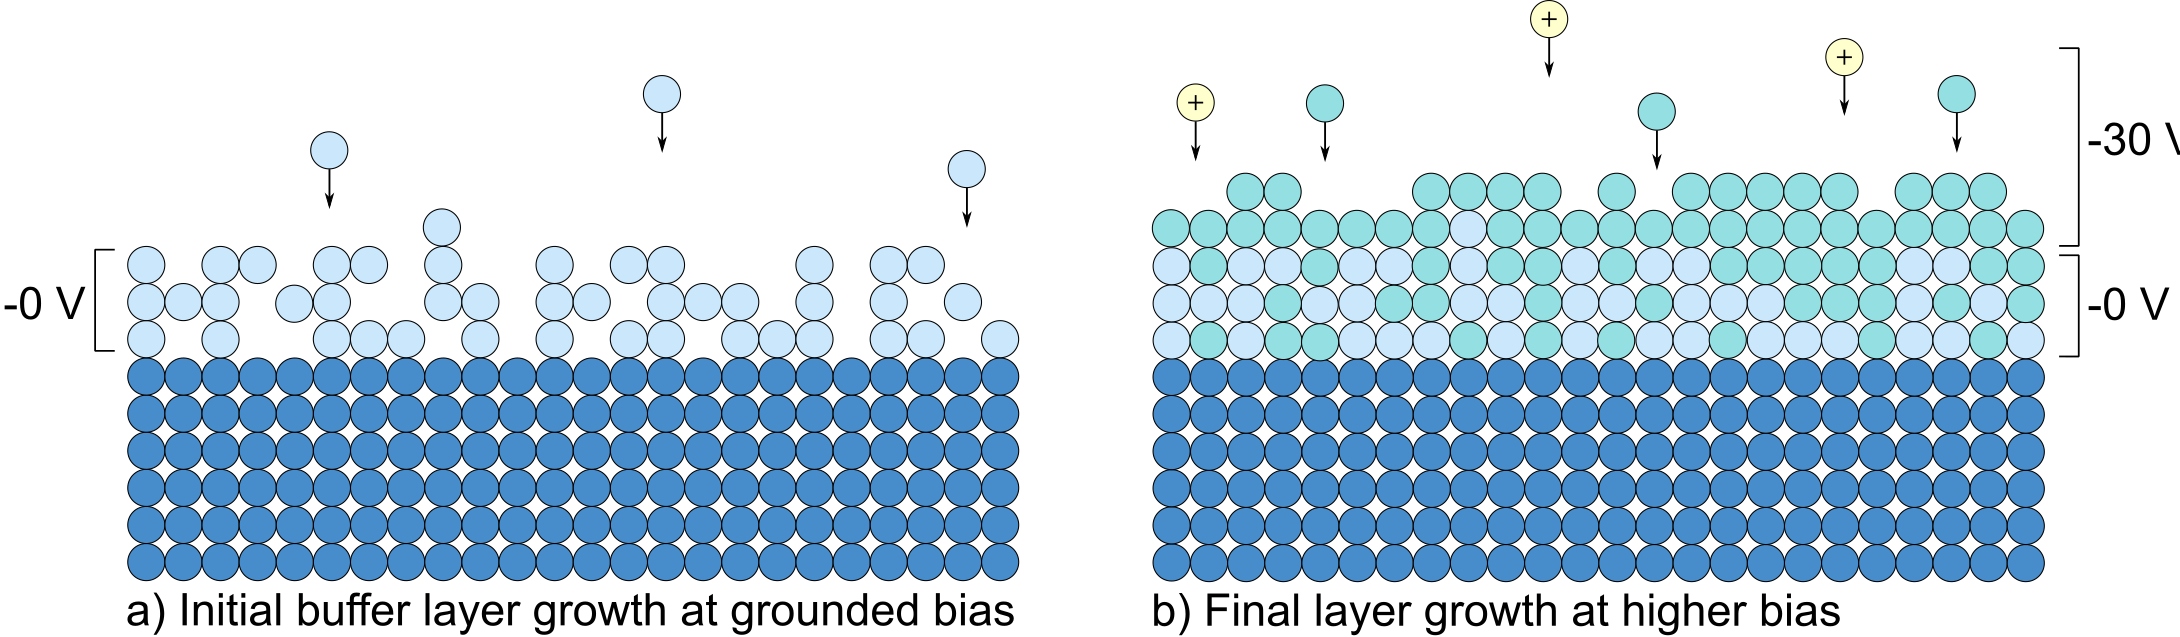 +
+
+
-30 V
-0 V
-0 V
a) Initial buffer layer growth at grounded bias
b) Final layer growth at higher bias